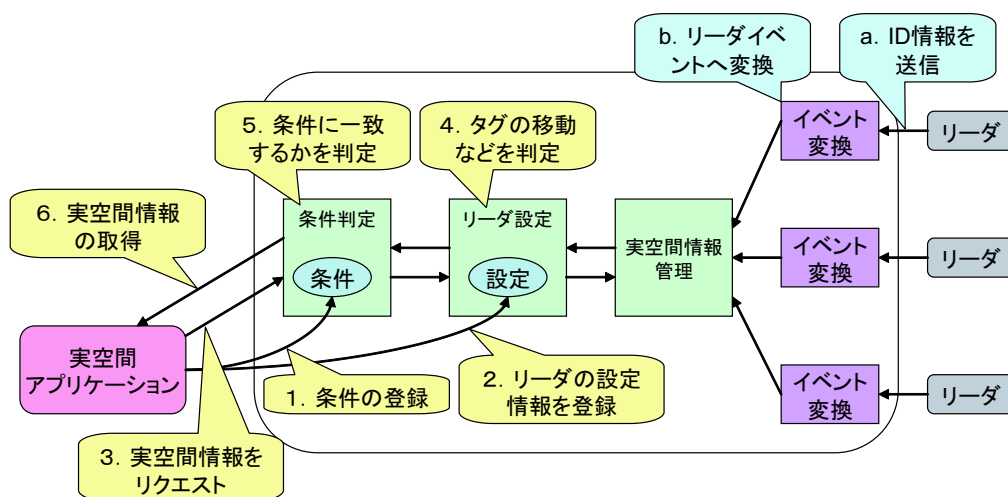 b. リーダイベ
ントへ変換
a. ID情報を
送信
5. 条件に一致
するかを判定
4. タグの移動
などを判定
イベント
変換
リーダ
6. 実空間情報
の取得
条件判定
条件
リーダ設定
設定
実空間情報
管理
イベント
変換
リーダ
実空間
アプリケーション
1. 条件の登録
2. リーダの設定
情報を登録
イベント
変換
リーダ
3. 実空間情報を
リクエスト